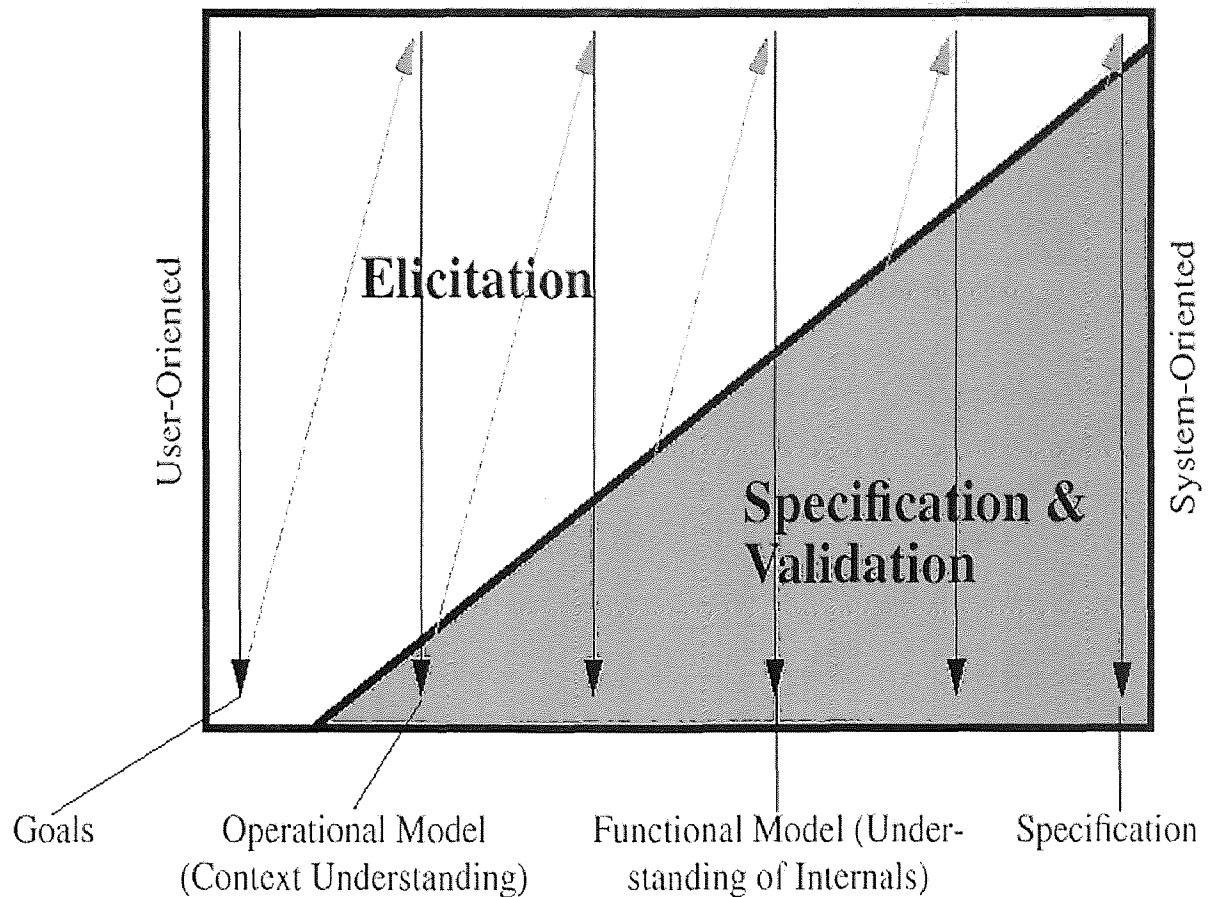 User-Oriented
Elicitation
System-Oriented
Specification &
Validation
Goals
Operational Model
(Context Understanding)
Functional Model (Under-
standing of Internals)
Specification